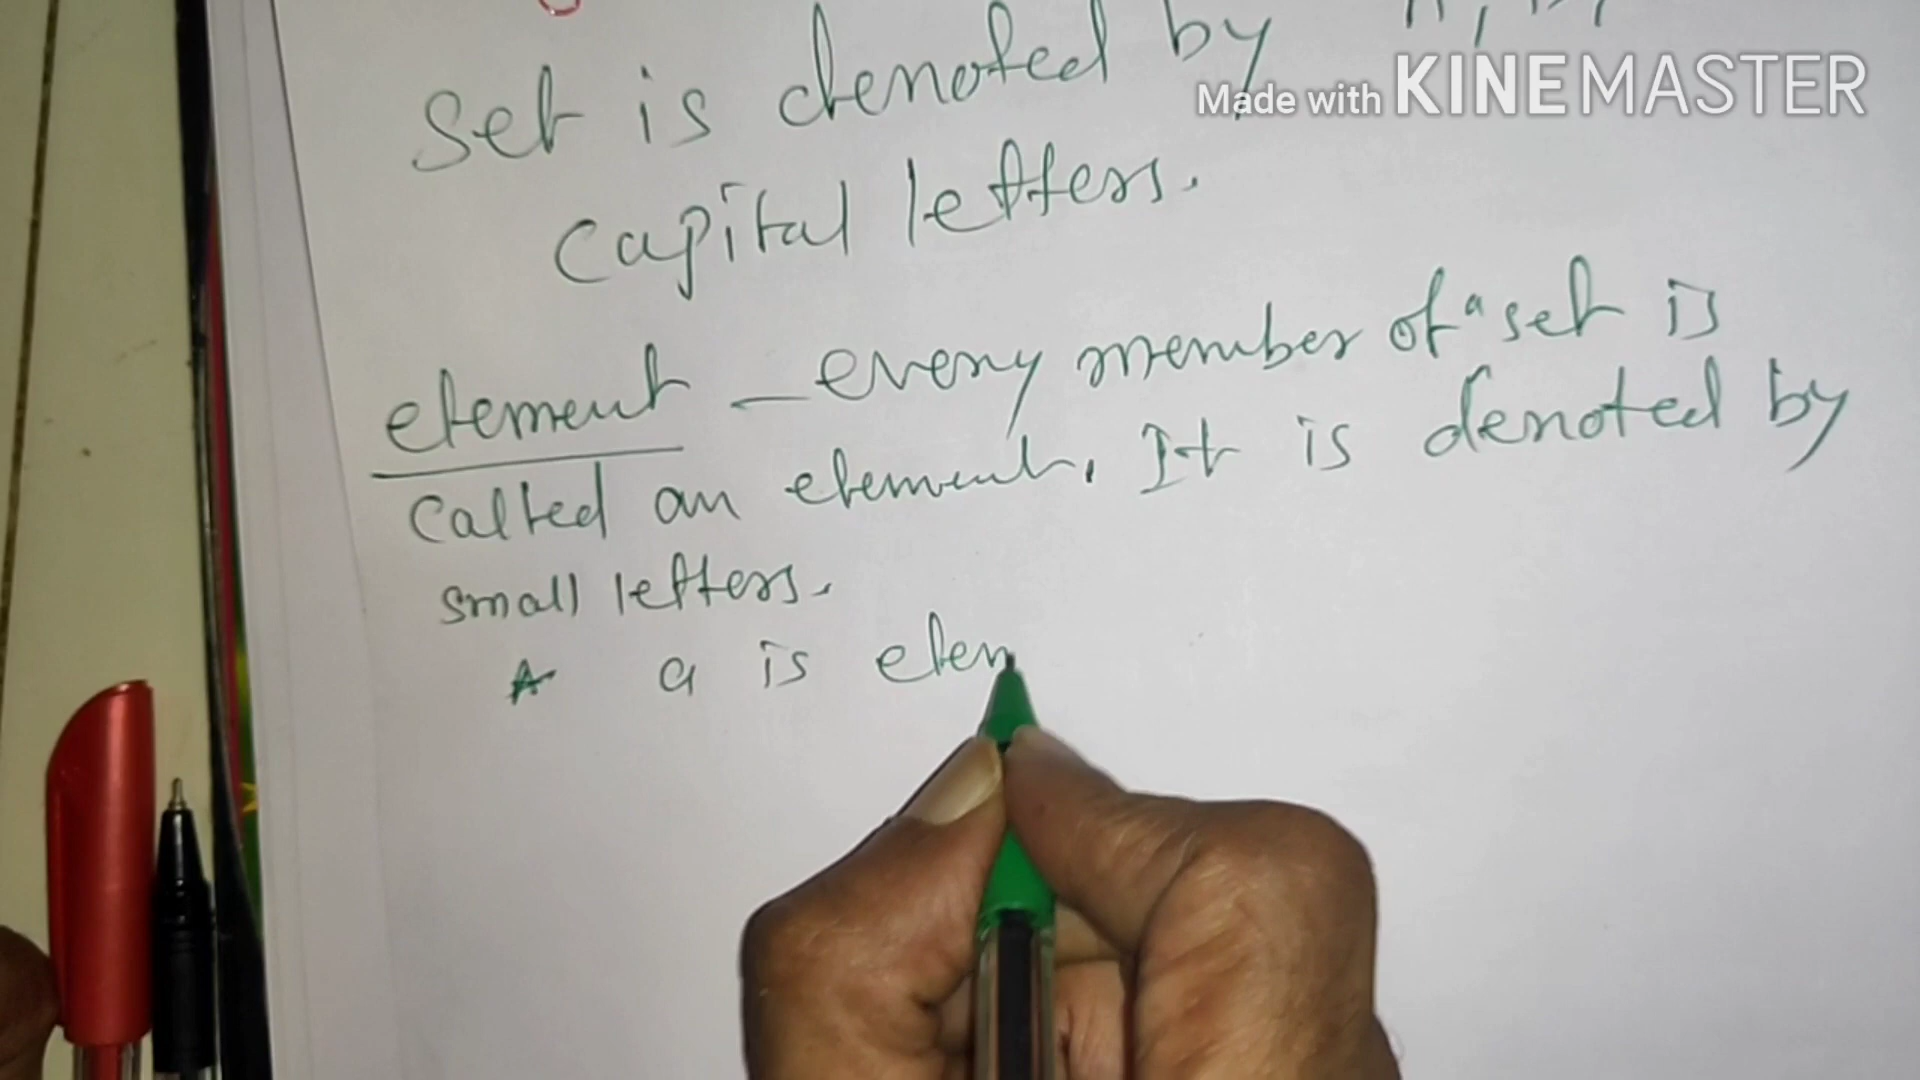 set is denoted by
Made with KINEMASTER
capital letters.
element - every member of a set is
called an element. It is denoted by
small letters.
A a is elem